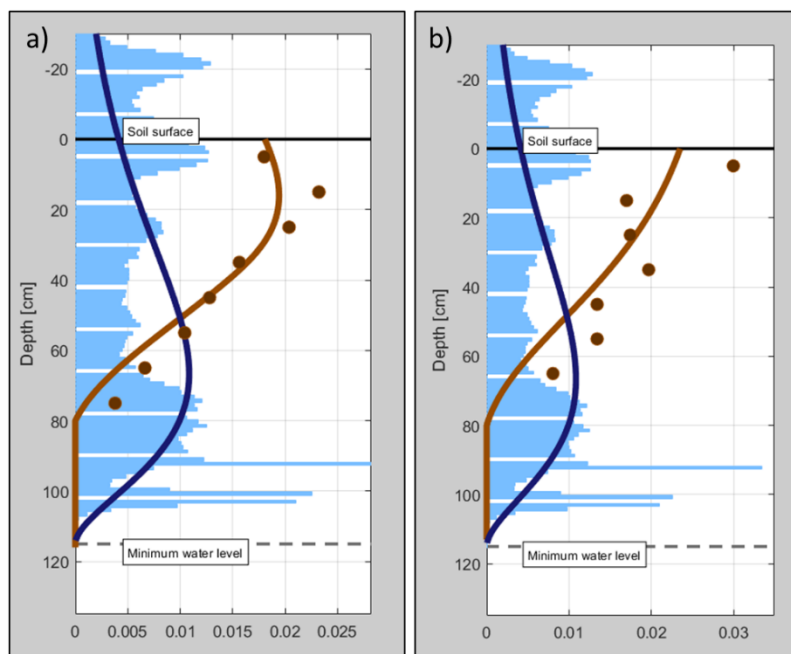 a)
-20
0
20
40
60
80
100
120
Depth [cm]
Soil surface
Minimum water level
0 0.005 0.01 0.015 0.02 0.025
b)
-20
0
20
40
60
80
100
120
Depth [cm]
Soil surface
Minimum water level
0 0.01 0.02 0.03